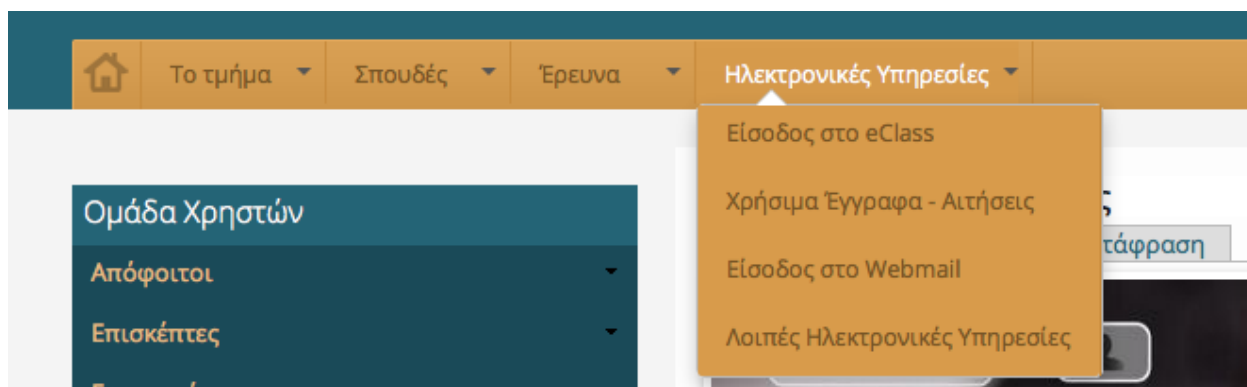 Το τμήμα Σπουδές Έρευνα Ηλεκτρονικές Υπηρεσίες
Είσοδος στο eClass
Χρήσιμα Έγγραφα - Αιτήσεις
Είσοδος στο Webmail
Λοιπές Ηλεκτρονικές Υπηρεσίες
Ομάδα Χρηστών
Απόφοιτοι
Επισκέπτες